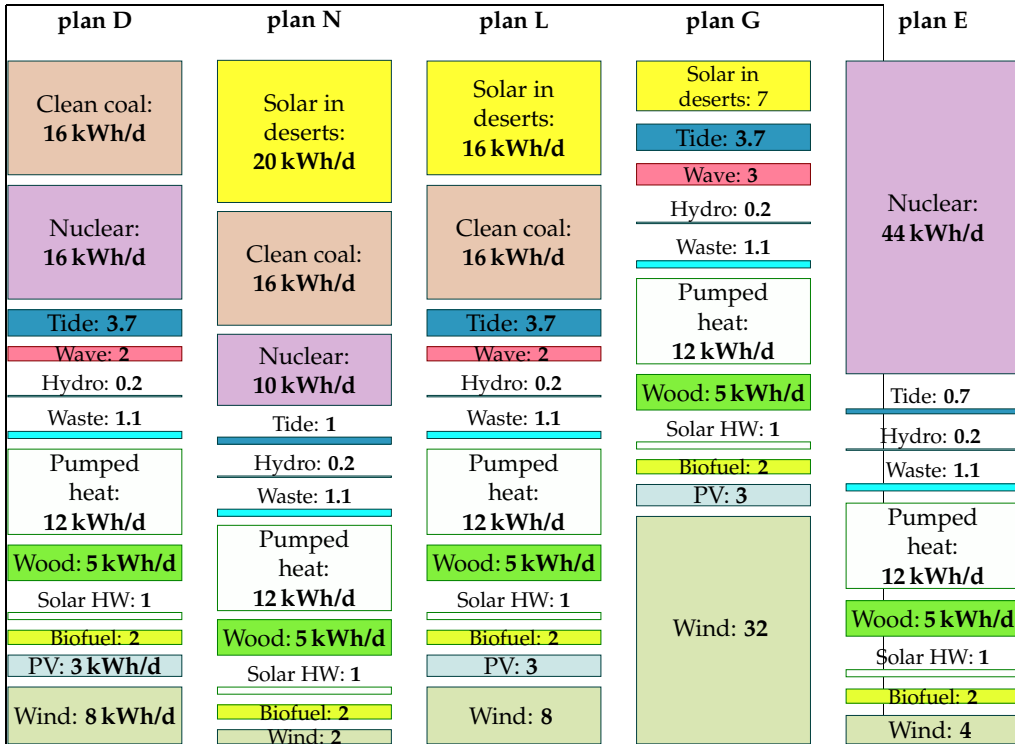 plan D
Clean coal:
16 kWh/d
Nuclear:
16 kWh/d
Tide: 3.7
Wave: 2
Hydro: 0.2
Waste: 1.1
Pumped
heat:
12 kWh/d
Wood: 5 kWh/d
Solar HW: 1
Biofuel: 2
PV: 3 kWh/d
Wind: 8 kWh/d
plan N
Solar in
deserts:
20 kWh/d
Clean coal:
16 kWh/d
Nuclear:
10 kWh/d
Tide: 1
Hydro: 0.2
Waste: 1.1
Pumped
heat:
12 kWh/d
Wood: 5 kWh/d
Solar HW: 1
Biofuel: 2
Wind: 2
plan L
Solar in
deserts:
16 kWh/d
Clean coal:
16 kWh/d
Tide: 3.7
Wave: 2
Hydro: 0.2
Waste: 1.1
Pumped
heat:
12 kWh/d
Wood: 5 kWh/d
Solar HW: 1
Biofuel: 2
PV: 3
Wind: 8
plan G
Solar in
deserts: 7
Tide: 3.7
Wave: 3
Hydro: 0.2
Waste: 1.1
Pumped
heat:
12 kWh/d
Wood: 5 kWh/d
Solar HW: 1
Biofuel: 2
PV: 3
Wind: 32
plan E
Nuclear:
44 kWh/d
Tide: 0.7
Hydro: 0.2
Waste: 1.1
Pumped
heat:
12 kWh/d
Wood: 5 kWh/d
Solar HW: 1
Biofuel: 2
Wind: 4